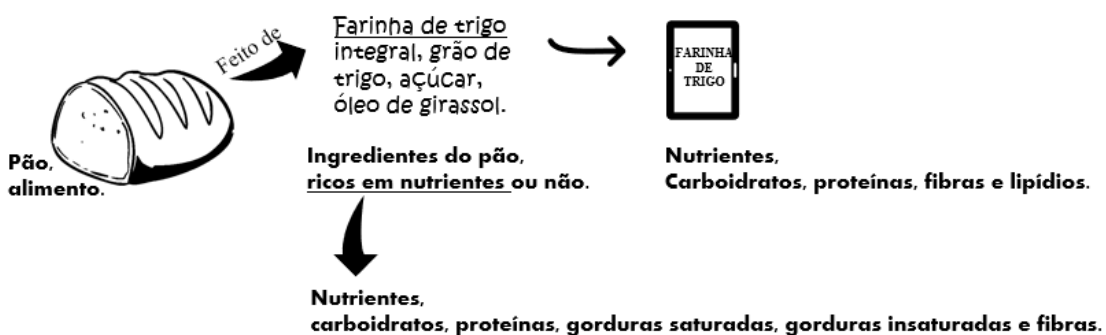 Feito de
Farinha de trigo
integral, grão de
trigo, açúcar,
óleo de girassol.
FARINHA
DE
TRIGO
Pão,
alimento.
Ingredientes do pão,
ricos em nutrientes ou não.
Nutrientes,
Carboidratos, proteínas, fibras e lipídios.
Nutrientes,
carboidratos, proteínas, gorduras saturadas, gorduras insaturadas e fibras.